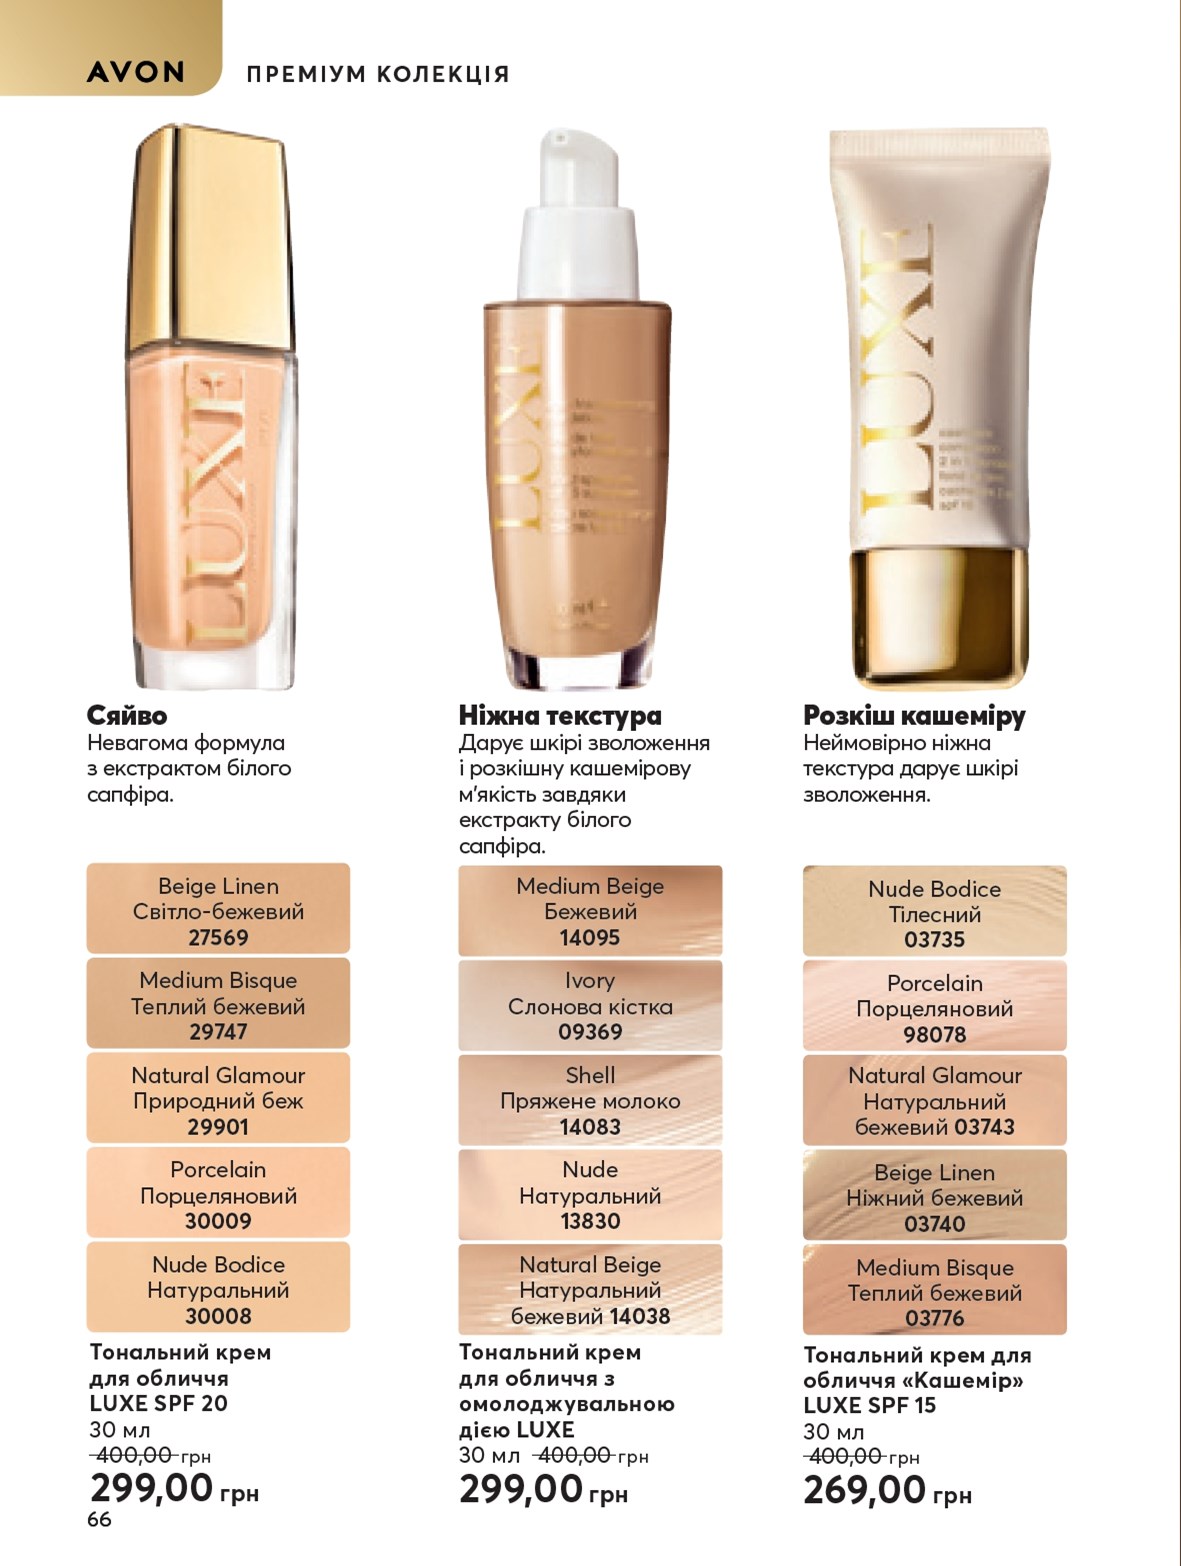 AVON
ПРЕМІУМ КОЛЕКЦІЯ
LUXE
LUXE
LUXE
Сяйво
Невагома формула
з екстрактом білого
сапфіра.
Beige Linen
Світло-бежевий
27569
Medium Bisque
Теплий бежевий
29747
Natural Glamour
Природний беж
29901
Porcelain
Порцеляновий
30009
Nude Bodice
Натуральний
30008
Тональний крем
для обличчя
LUXE SPF 20
30 мл
400,00 грн
299,00 грн
Ніжна текстура
Дарує шкірі зволоження
і розкішну кашемірову
м’якість завдяки
екстракту білого
сапфіра.
Medium Beige
Бежевий
14095
Ivory
Слонова кістка
09369
Shell
Пряжене молоко
14083
Nude
Натуральний
13830
Natural Beige
Натуральний
бежевий 14038
Тональний крем
для обличчя з
омолоджувальною
дією LUXE
30 мл 400,00 грн
299,00 грн
Розкіш кашеміру
Неймовірно ніжна
текстура дарує шкірі
зволоження.
Nude Bodice
Тілесний
03735
Porcelain
Порцеляновий
98078
Natural Glamour
Натуральний
бежевий 03743
Beige Linen
Ніжний бежевий
03740
Medium Bisque
Теплий бежевий
03776
Тональний крем для
обличчя «Кашемір»
LUXE SPF 15
30 мл
400,00 грн
269,00 грн
66